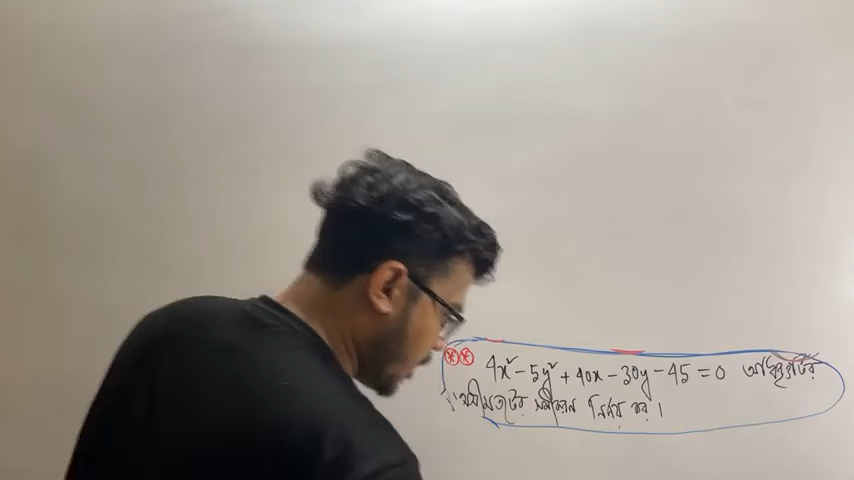 4x² - 5y² + 40x - 30y - 45 = 0 অধিবৃত্তটির
অসীমতটের সমীকরণ নির্ণয় কর।